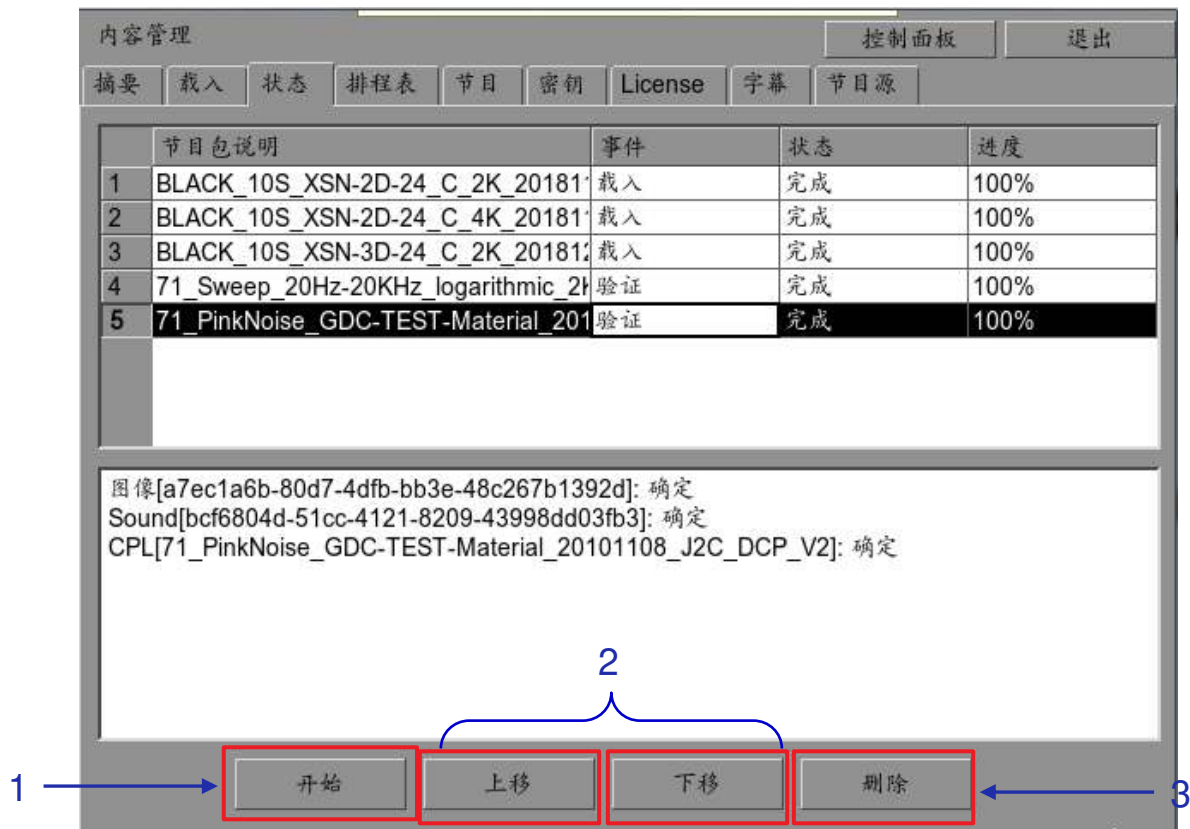 内容管理 控制面板 退出
摘要 载入 状态 排程表 节目 密钥 License 字幕 节目源
节目包说明 事件 状态 进度
1 BLACK_10S_XSN-2D-24_C_2K_20181 载入 完成 100%
2 BLACK_10S_XSN-2D-24_C_4K_20181 载入 完成 100%
3 BLACK_10S_XSN-3D-24_C_2K_20181 载入 完成 100%
4 71_Sweep_20Hz-20KHz_logarithmic_2 验证 完成 100%
5 71_PinkNoise_GDC-TEST-Material_201 验证 完成 100%
图像[a7ec1a6b-80d7-4dfb-bb3e-48c267b1392d]: 确定
Sound[bcf6804d-51cc-4121-8209-43998dd03fb3]: 确定
CPL[71_PinkNoise_GDC-TEST-Material_20101108_J2C_DCP_V2]: 确定
2
1 开始 上移 下移 删除 3